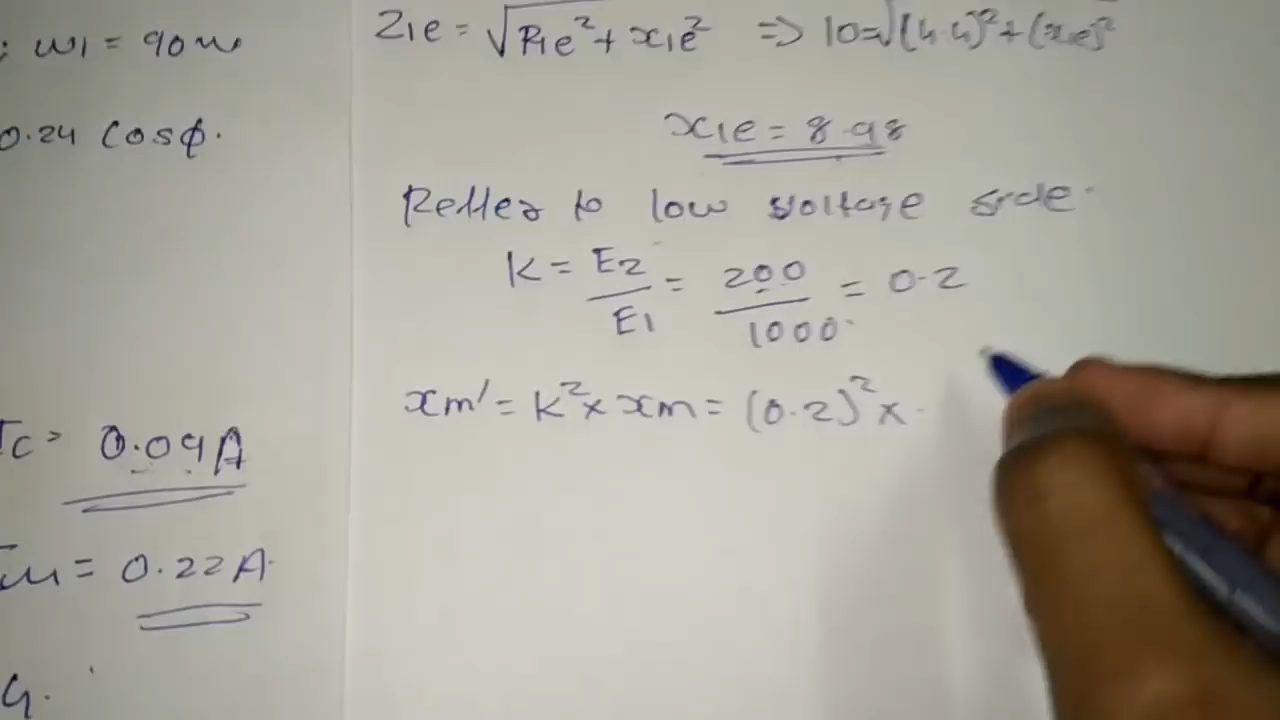 : W1 = 90w
0.24 Cosφ.
Ic = 0.09A
Iμ = 0.22A.
G.
Z1e = √R1e² + x1e² => 10=√(4.4)² + (x1e)²
x1e = 8.98
Reffer to low voltage side.
K = E2/E1 = 200/1000 = 0.2
xm' = K² x xm = (0.2)² x